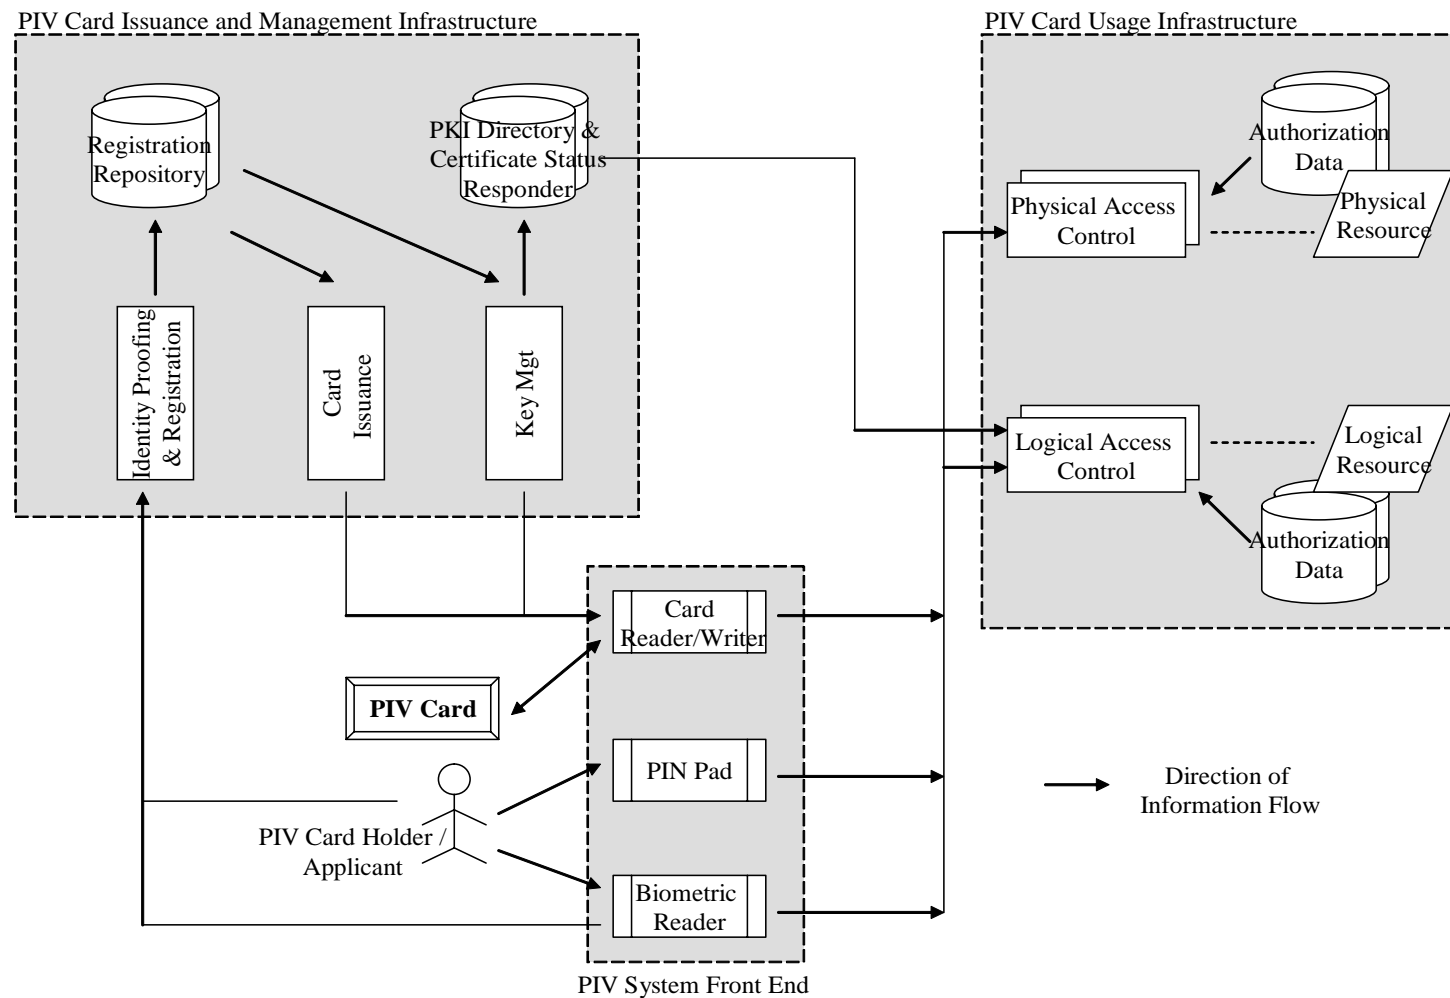 PIV Card Issuance and Management Infrastructure
PIV Card Usage Infrastructure
Registration
Repository
PKI Directory &
Certificate Status
Responder
Authorization
Data
Physical Access
Control
Physical
Resource
Identity Proofing
& Registration
Card
Issuance
Key Mgt
Logical Access
Control
Logical
Resource
Authorization
Data
Card
Reader/Writer
PIV Card
PIN Pad
PIV Card Holder /
Applicant
Biometric
Reader
Direction of
Information Flow
PIV System Front End